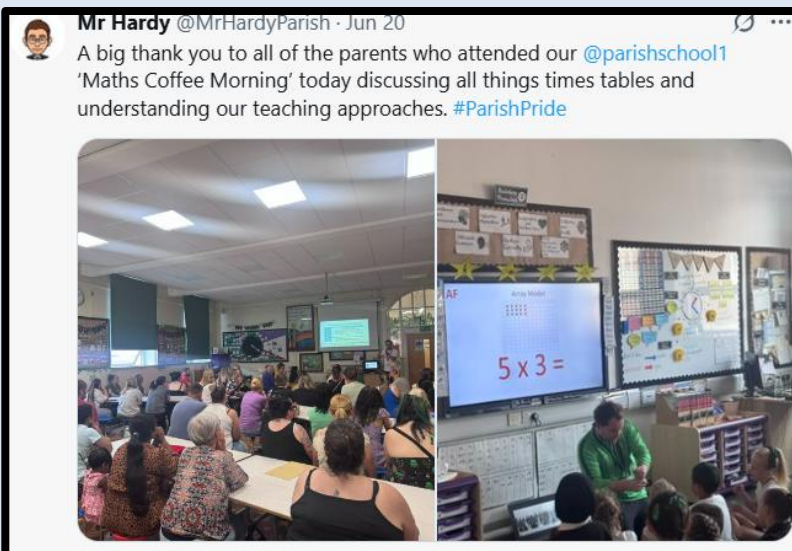 Mr Hardy @MrHardyParish · Jun 20
A big thank you to all of the parents who attended our @parishschool1
‘Maths Coffee Morning’ today discussing all things times tables and
understanding our teaching approaches. #ParishPride
AF
Array Model
5 x 3 =